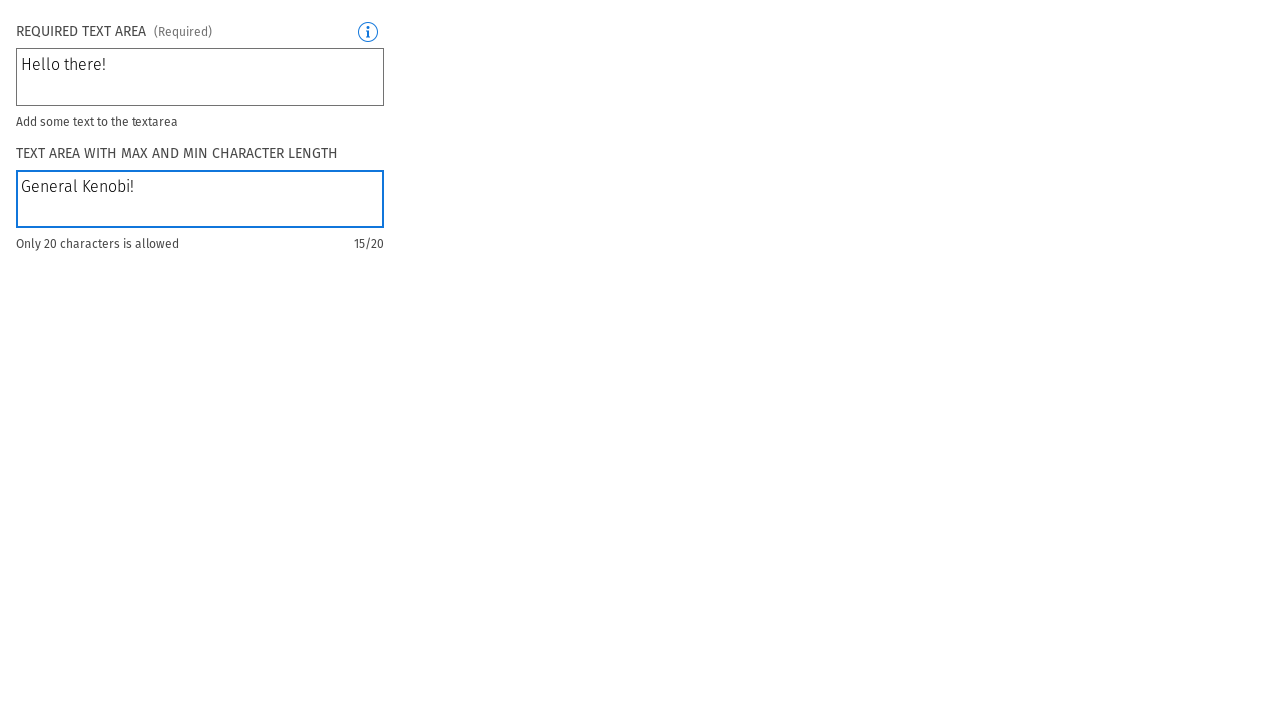 REQUIRED TEXT AREA (Required)
Hello there!
Add some text to the textarea
TEXT AREA WITH MAX AND MIN CHARACTER LENGTH
General Kenobi!
Only 20 characters is allowed 15/20